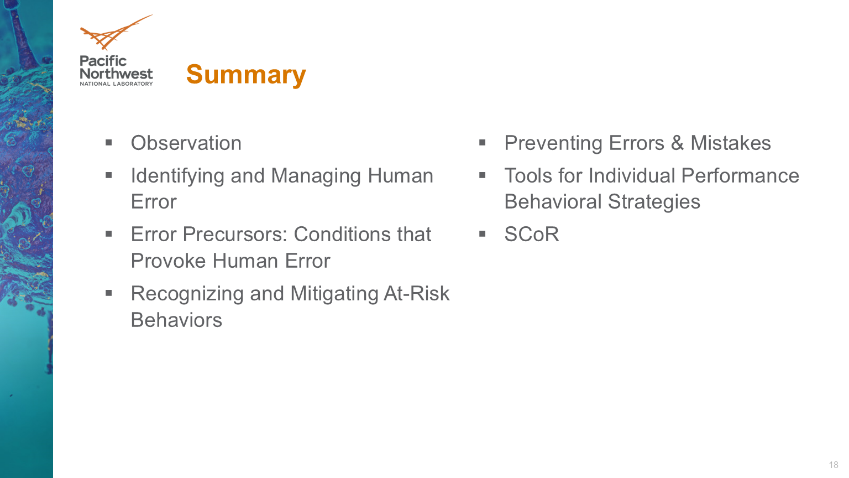 Pacific
Northwest
NATIONAL LABORATORY
Summary
▪ Observation
▪ Identifying and Managing Human
Error
▪ Error Precursors: Conditions that
Provoke Human Error
▪ Recognizing and Mitigating At-Risk
Behaviors
▪ Preventing Errors & Mistakes
▪ Tools for Individual Performance
Behavioral Strategies
▪ SCoR
18